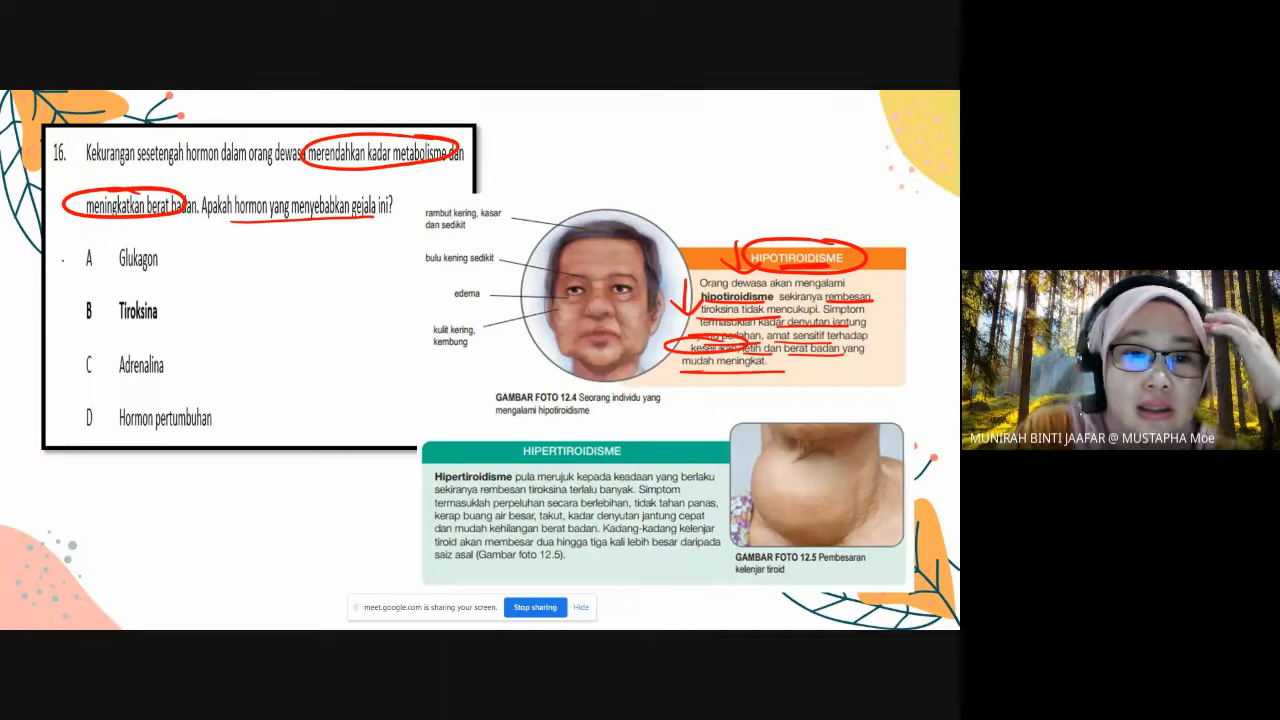 16. Kekurangan sesetengah hormon dalam orang dewasa merendahkan kadar metabolisme dan
meningkatkan berat badan. Apakah hormon yang menyebabkan gejala ini?
A Glukagon
B Tiroksina
C Adrenalina
D Hormon pertumbuhan
rambut kering, kasar
dan sedikit
bulu kening sedikit
edema
kulit kering,
kembung
GAMBAR FOTO 12.4 Seorang individu yang
mengalami hipotiroidisme
HIPOTIROIDISME
Orang dewasa akan mengalami
hipotiroidisme sekiranya rembesan
tiroksina tidak mencukupi. Simptom
termasuklah kadar denyutan jantung
yang perlahan, amat sensitif terhadap
kesejukan, letih dan berat badan yang
mudah meningkat.
HIPERTIROIDISME
Hipertiroidisme pula merujuk kepada keadaan yang berlaku
sekiranya rembesan tiroksina terlalu banyak. Simptom
termasuklah perpeluhan secara berlebihan, tidak tahan panas,
kerap buang air besar, takut, kadar denyutan jantung cepat
dan mudah kehilangan berat badan. Kadang-kadang kelenjar
tiroid akan membesar dua hingga tiga kali lebih besar daripada
saiz asal (Gambar foto 12.5).
GAMBAR FOTO 12.5 Pembesaran
kelenjar tiroid
meet.google.com is sharing your screen.
Stop sharing
Hide
MUNIRAH BINTI JAAFAR @ MUSTAPHA Moe